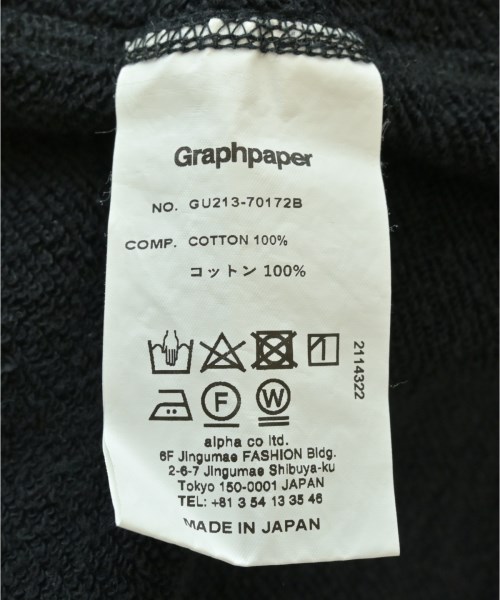 Graphpaper
NO. GU213-70172B
COMP. COTTON 100%
コットン 100%
2114322
F
W
alpha co ltd.
6F Jingumae FASHION Bldg.
2-6-7 Jingumae Shibuya-ku
Tokyo 150-0001 JAPAN
TEL: +81 3 54 13 35 46
MADE IN JAPAN